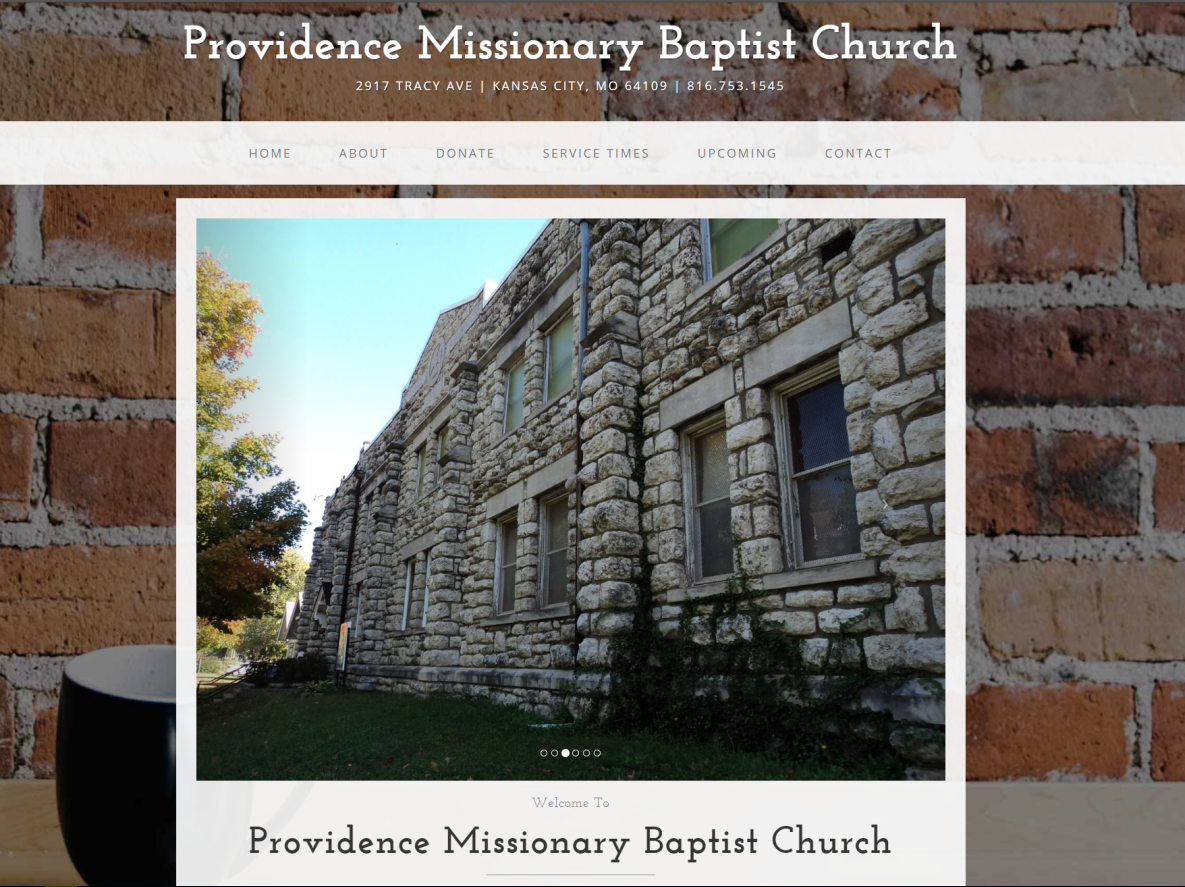 Providence Missionary Baptist Church
2917 TRACY AVE | KANSAS CITY, MO 64109 | 816.753.1545
HOME ABOUT DONATE SERVICE TIMES UPCOMING CONTACT
Welcome To
Providence Missionary Baptist Church